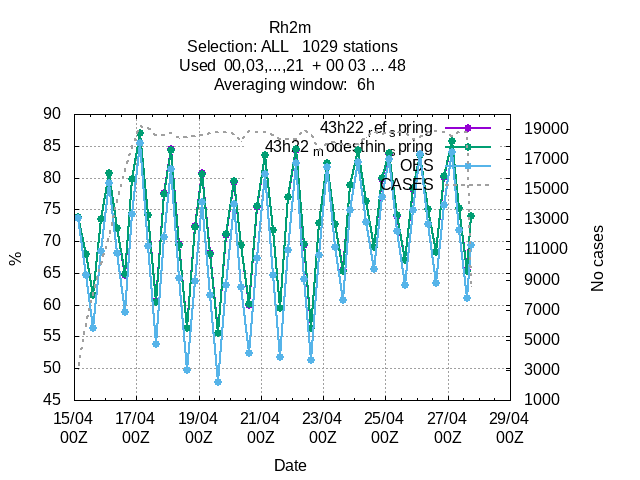 Rh2m
Selection: ALL   1029 stations
Used  00,03,...,21  + 00 03 ... 48
Averaging window:  6h
90
85
80
75
70
65
60
55
50
45
%
19000
17000
15000
13000
11000
9000
7000
5000
3000
1000
No cases
43h22_ref_spring
43h22_modesthin_spring
OBS
CASES
15/04 17/04 19/04 21/04 23/04 25/04 27/04 29/04
00Z 00Z 00Z 00Z 00Z 00Z 00Z 00Z
Date